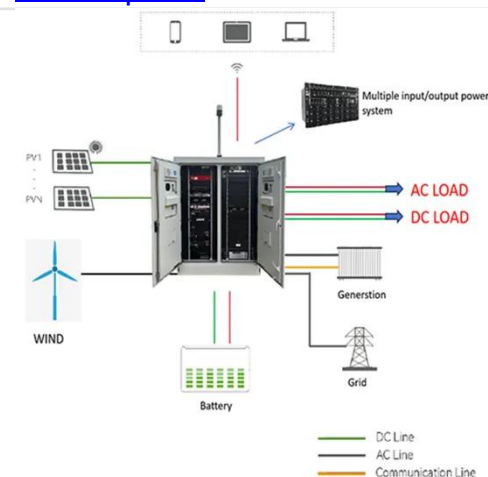 Multiple input/output power
system
PV1
PVN
AC LOAD
DC LOAD
WIND
Generstion
Grid
Battery
DC Line
AC Line
Communication Line